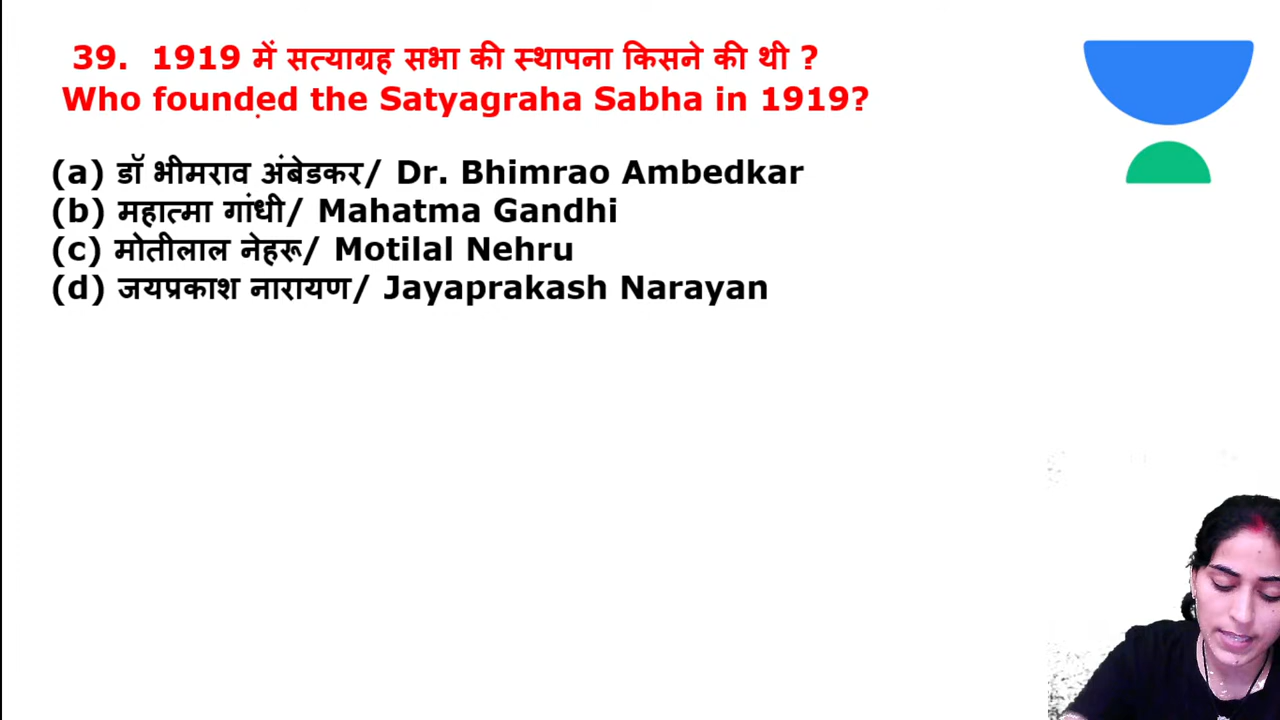 39. 1919 में सत्याग्रह सभा की स्थापना किसने की थी ?
Who founded the Satyagraha Sabha in 1919?
(a) डॉ भीमराव अंबेडकर/ Dr. Bhimrao Ambedkar
(b) महात्मा गांधी/ Mahatma Gandhi
(c) मोतीलाल नेहरू/ Motilal Nehru
(d) जयप्रकाश नारायण/ Jayaprakash Narayan